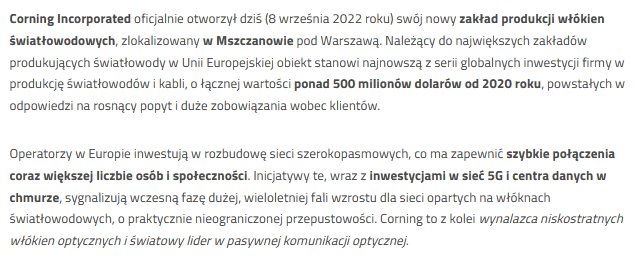 Corning Incorporated oficjalnie otworzył dziś (8 września 2022 roku) swój nowy zakład produkcji włókien
światłowodowych, zlokalizowany w Mszczanowie pod Warszawą. Należący do największych zakładów
produkujących światłowody w Unii Europejskiej obiekt stanowi najnowszą z serii globalnych inwestycji firmy w
produkcję światłowodów i kabli, o łącznej wartości ponad 500 milionów dolarów od 2020 roku, powstałych w
odpowiedzi na rosnący popyt i duże zobowiązania wobec klientów.
Operatorzy w Europie inwestują w rozbudowę sieci szerokopasmowych, co ma zapewnić szybkie połączenia
coraz większej liczbie osób i społeczności. Inicjatywy te, wraz z inwestycjami w sieć 5G i centra danych w
chmurze, sygnalizują wczesną fazę dużej, wieloletniej fali wzrostu dla sieci opartych na włóknach
światłowodowych, o praktycznie nieograniczonej przepustowości. Corning to z kolei wynalazca niskostratnych
włókien optycznych i światowy lider w pasywnej komunikacji optycznej.